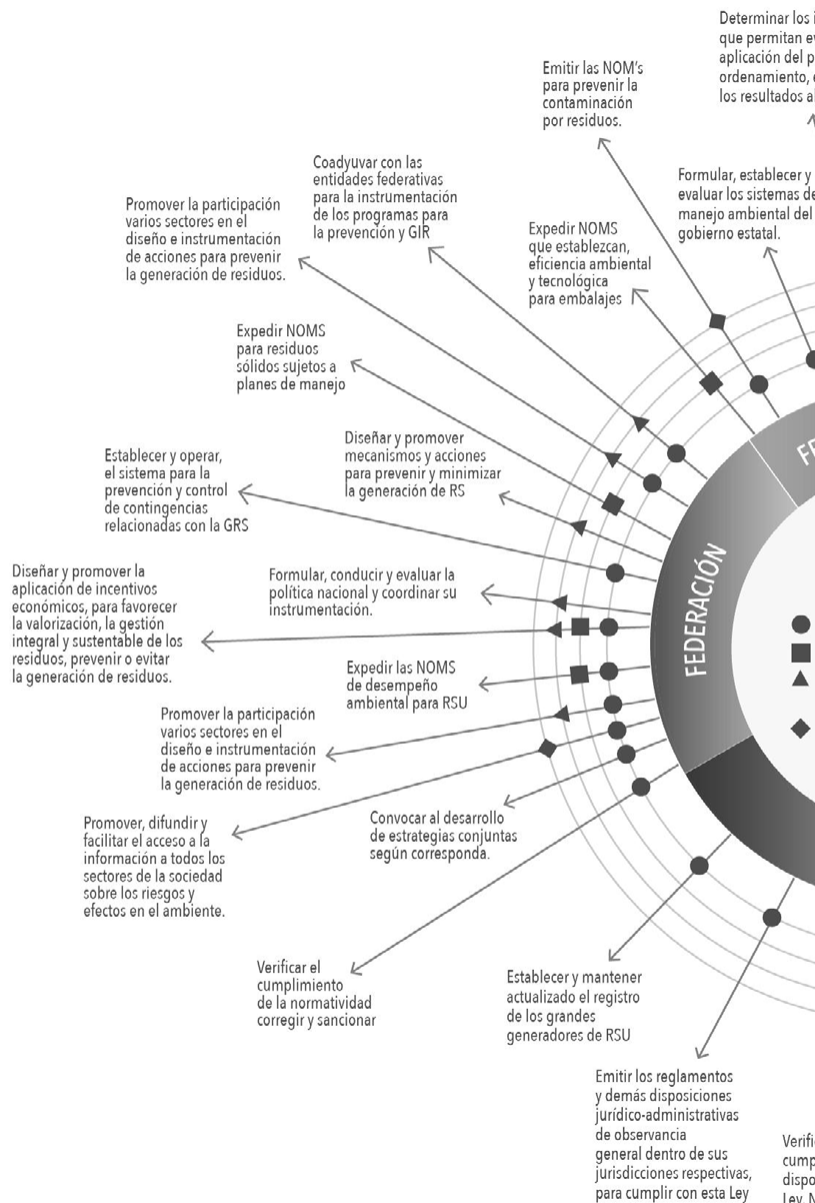 Determinar los
que permitan
aplicación del
ordenamiento,
los resultados
Emitir las NOM's
para prevenir la
contaminación
por residuos.
Coadyuvar con las
entidades federativas
para la instrumentación
de los programas para
la prevención y GIR
Formular, establecer y
evaluar los sistemas de
manejo ambiental del
gobierno estatal.
Promover la participación
varios sectores en el
diseño e instrumentación
de acciones para prevenir
la generación de residuos.
Expedir NOMS
que establezcan,
eficiencia ambiental
y tecnológica
para embalajes
Expedir NOMS
para residuos
sólidos sujetos a
planes de manejo
Diseñar y promover
mecanismos y acciones
para prevenir y minimizar
la generación de RS
Establecer y operar,
el sistema para la
prevención y control
de contingencias
relacionadas con la GRS
Diseñar y promover la
aplicación de incentivos
económicos, para favorecer
la valorización, la gestión
integral y sustentable de los
residuos, prevenir o evitar
la generación de residuos.
Formular, conducir y evaluar la
política nacional y coordinar su
instrumentación.
FEDERACIÓN
Expedir las NOMS
de desempeño
ambiental para RSU
Promover la participación
varios sectores en el
diseño e instrumentación
de acciones para prevenir
la generación de residuos.
Promover, difundir y
facilitar el acceso a la
información a todos los
sectores de la sociedad
sobre los riesgos y
efectos en el ambiente.
Convocar al desarrollo
de estrategias conjuntas
según corresponda.
Verificar el
cumplimiento
de la normatividad
corregir y sancionar
Establecer y mantener
actualizado el registro
de los grandes
generadores de RSU
Emitir los reglamentos
y demás disposiciones
jurídico-administrativas
de observancia
general dentro de sus
jurisdicciones respectivas,
para cumplir con esta Ley